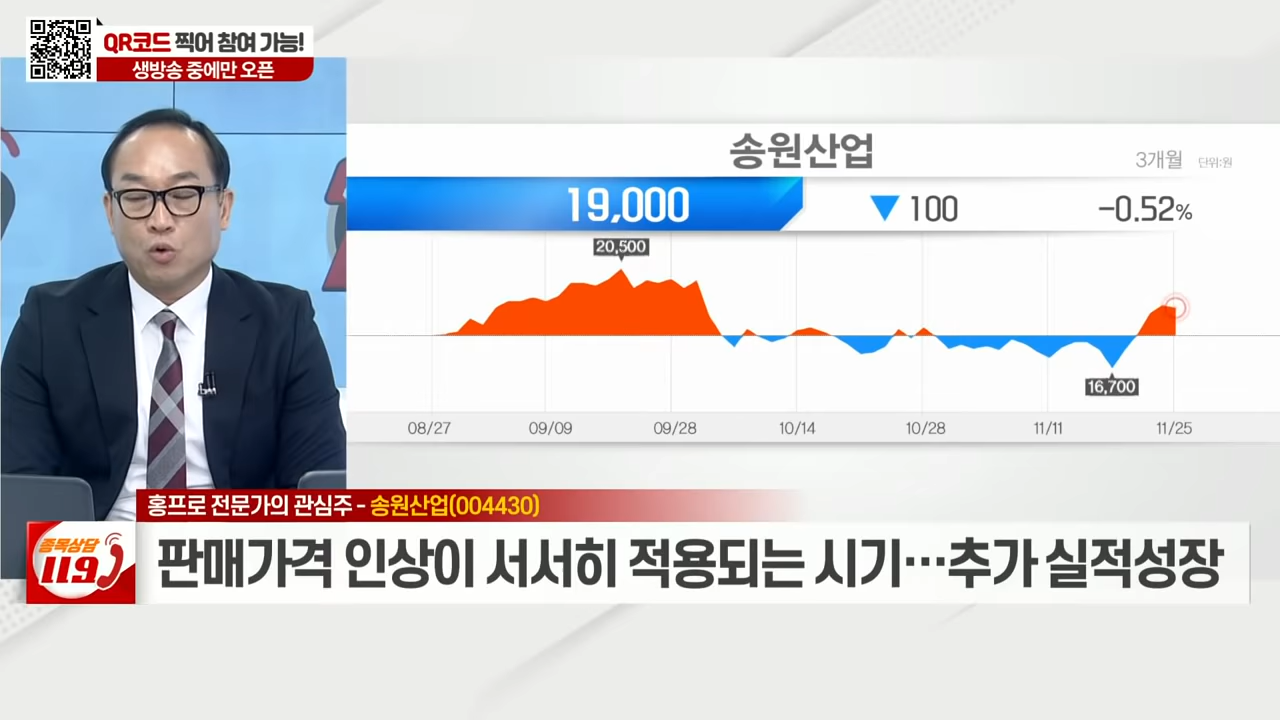 QR코드 찍어 참여 가능!
생방송 중에만 오픈
송원산업
3개월 단위:원
19,000 ▼ 100 -0.52%
20,500
16,700
08/27 09/09 09/28 10/14 10/28 11/11 11/25
홍프로 전문가의 관심주 - 송원산업(004430)
종목상담
119
판매가격 인상이 서서히 적용되는 시기…추가 실적성장